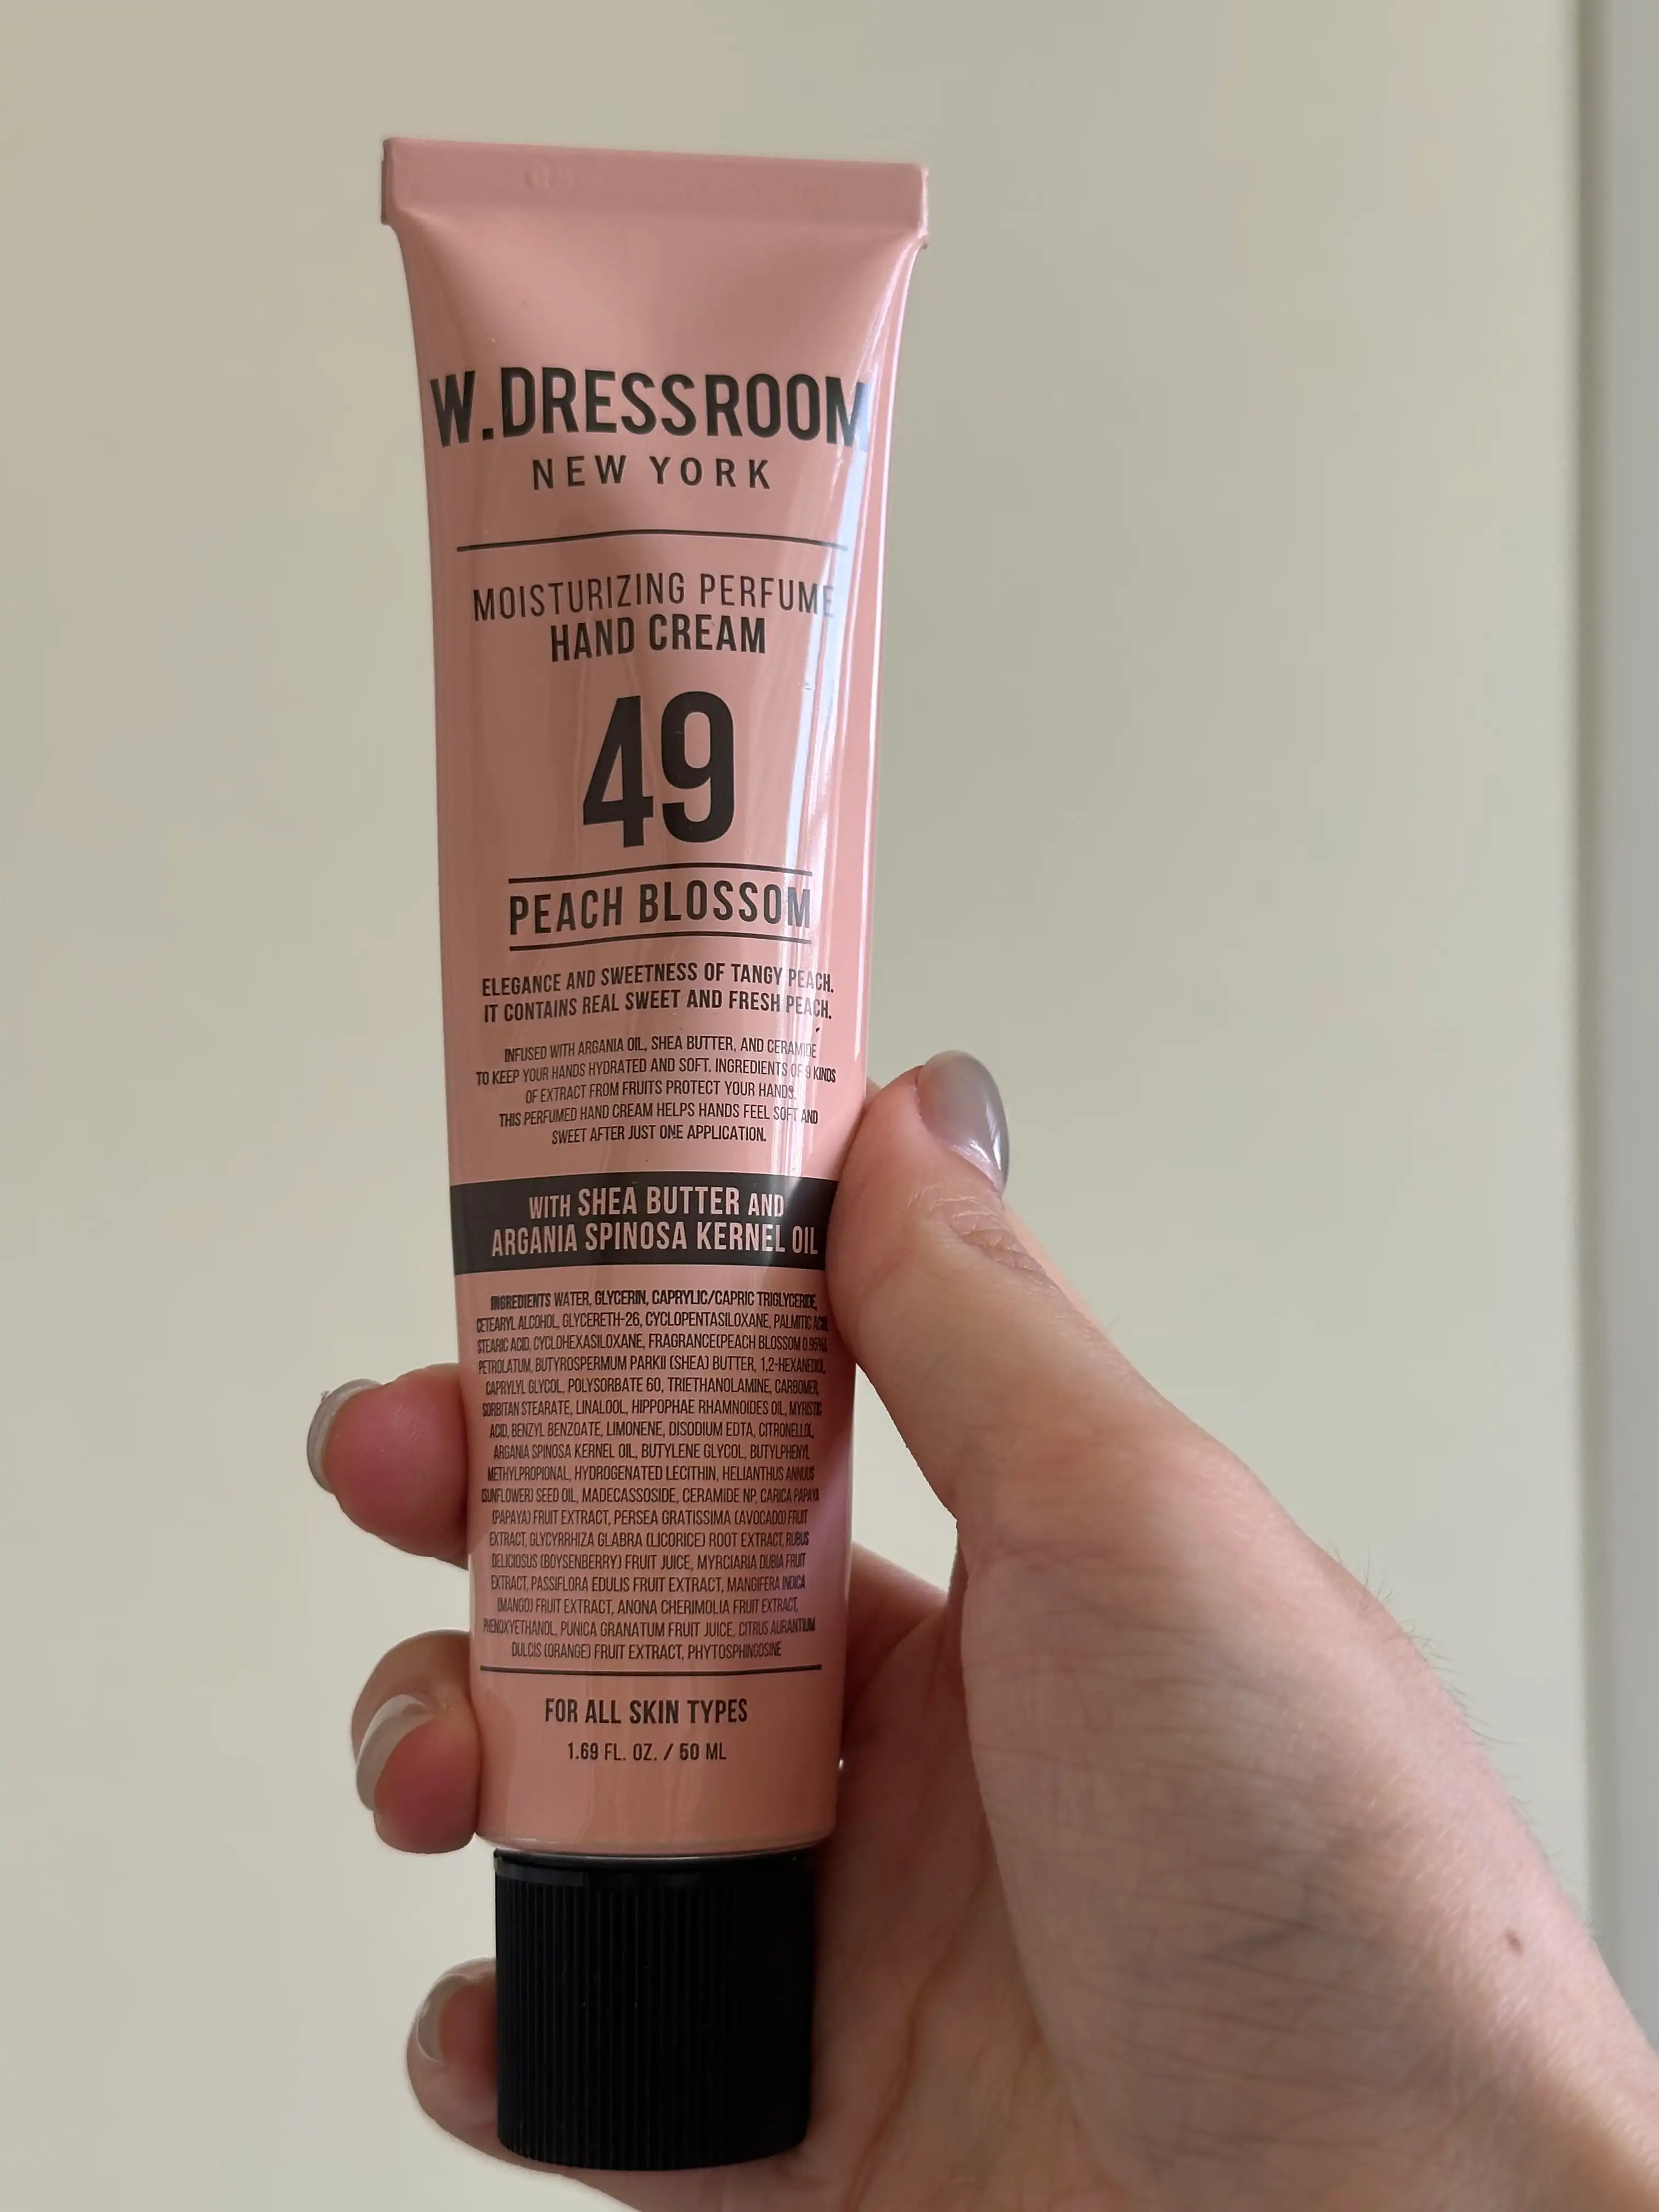 W.DRESSROOM
NEW YORK
MOISTURIZING PERFUME
HAND CREAM
49
PEACH BLOSSOM
ELEGANCE AND SWEETNESS OF TANGY PEACH.
IT CONTAINS REAL SWEET AND FRESH PEACH.
INFUSED WITH ARGANIA OIL, SHEA BUTTER, AND CERAMIDE
TO KEEP YOUR HANDS HYDRATED AND SOFT. INGREDIENTS OF 9 KINDS
OF EXTRACT FROM FRUITS PROTECT YOUR HANDS.
THIS PERFUMED HAND CREAM HELPS HANDS FEEL SOFT AND
SWEET AFTER JUST ONE APPLICATION.
WITH SHEA BUTTER AND
ARGANIA SPINOSA KERNEL OIL
INGREDIENTS WATER, GLYCERIN, CAPRYLIC/CAPRIC TRIGLYCERIDE,
CETEARYL ALCOHOL, GLYCERETH-26, CYCLOPENTASILOXANE, PALMITIC ACID,
STEARIC ACID, CYCLOHEXASILOXANE, FRAGRANCE(PEACH BLOSSOM 0.95%),
PETROLATUM, BUTYROSPERMUM PARKII (SHEA) BUTTER, 1,2-HEXANEDIOL,
CAPRYLYL GLYCOL, POLYSORBATE 60, TRIETHANOLAMINE, CARBOMER,
SORBITAN STEARATE, LINALOOL, HIPPOPHAE RHAMNOIDES OIL, MYRISTIC
ACID, BENZYL BENZOATE, LIMONENE, DISODIUM EDTA, CITRONELLOL,
ARGANIA SPINOSA KERNEL OIL, BUTYLENE GLYCOL, BUTYLPHENYL
METHYLPROPIONAL, HYDROGENATED LECITHIN, HELIANTHUS ANNUUS
(SUNFLOWER) SEED OIL, MADECASSOSIDE, CERAMIDE NP, CARICA PAPAYA
(PAPAYA) FRUIT EXTRACT, PERSEA GRATISSIMA (AVOCADO) FRUIT
EXTRACT, GLYCYRRHIZA GLABRA (LICORICE) ROOT EXTRACT, RUBUS
DELICIOSUS (BOYSENBERRY) FRUIT JUICE, MYRCIARIA DUBIA FRUIT
EXTRACT, PASSIFLORA EDULIS FRUIT EXTRACT, MANGIFERA INDICA
(MANGO) FRUIT EXTRACT, ANONA CHERIMOLIA FRUIT EXTRACT,
PHENOXYETHANOL, PUNICA GRANATUM FRUIT JUICE, CITRUS AURANTIUM
DULCIS (ORANGE) FRUIT EXTRACT, PHYTOSPHINGOSINE
FOR ALL SKIN TYPES
1.69 FL. OZ. / 50 ML